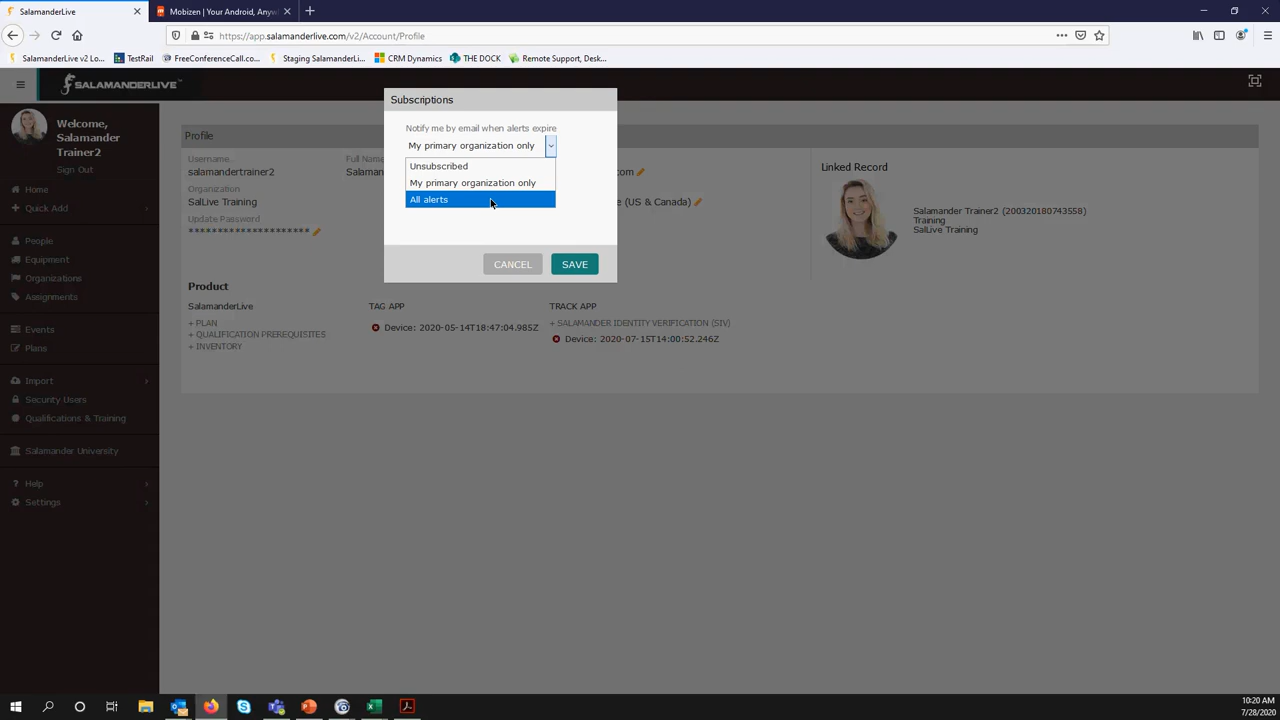 SalamanderLive
Mobizen | Your Android, Anyw
https://app.salamanderlive.com/v2/Account/Profile
SalamanderLive v2 Lo...
TestRail
FreeConferenceCall.co...
Staging SalamanderLi...
CRM Dynamics
THE DOCK
Remote Support, Desk...
SALAMANDERLIVE
Welcome,
Salamander
Trainer2
Sign Out
Home
Quick Add
People
Equipment
Organizations
Assignments
Events
Plans
Import
Security Users
Qualifications & Training
Salamander University
Help
Settings
Profile
Username
salamandertrainer2
Full Name
Salaman
Organization
SalLive Training
Update Password
********************
com
e (US & Canada)
Subscriptions
Notify me by email when alerts expire
My primary organization only
Unsubscribed
My primary organization only
All alerts
CANCEL
SAVE
Linked Record
Salamander Trainer2 (200320180743558)
Training
SalLive Training
Product
SalamanderLive
+ PLAN
+ QUALIFICATION PREREQUISITES
+ INVENTORY
TAG APP
Device: 2020-05-14T18:47:04.985Z
TRACK APP
+ SALAMANDER IDENTITY VERIFICATION (SIV)
Device: 2020-07-15T14:00:52.246Z
10:20 AM
7/28/2020